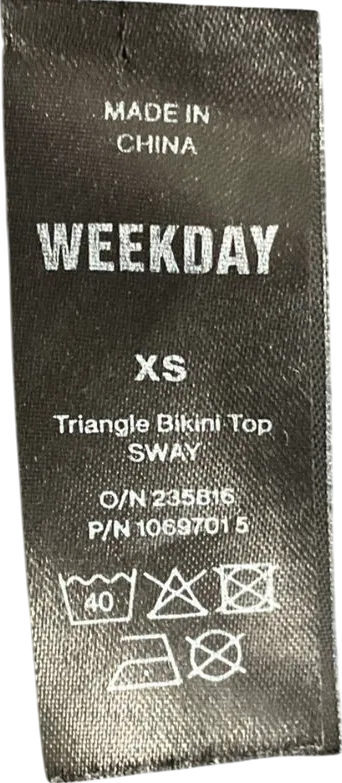 MADE IN
CHINA
WEEKDAY
XS
Triangle Bikini Top
SWAY
O/N 235816
P/N 1069701 5
40